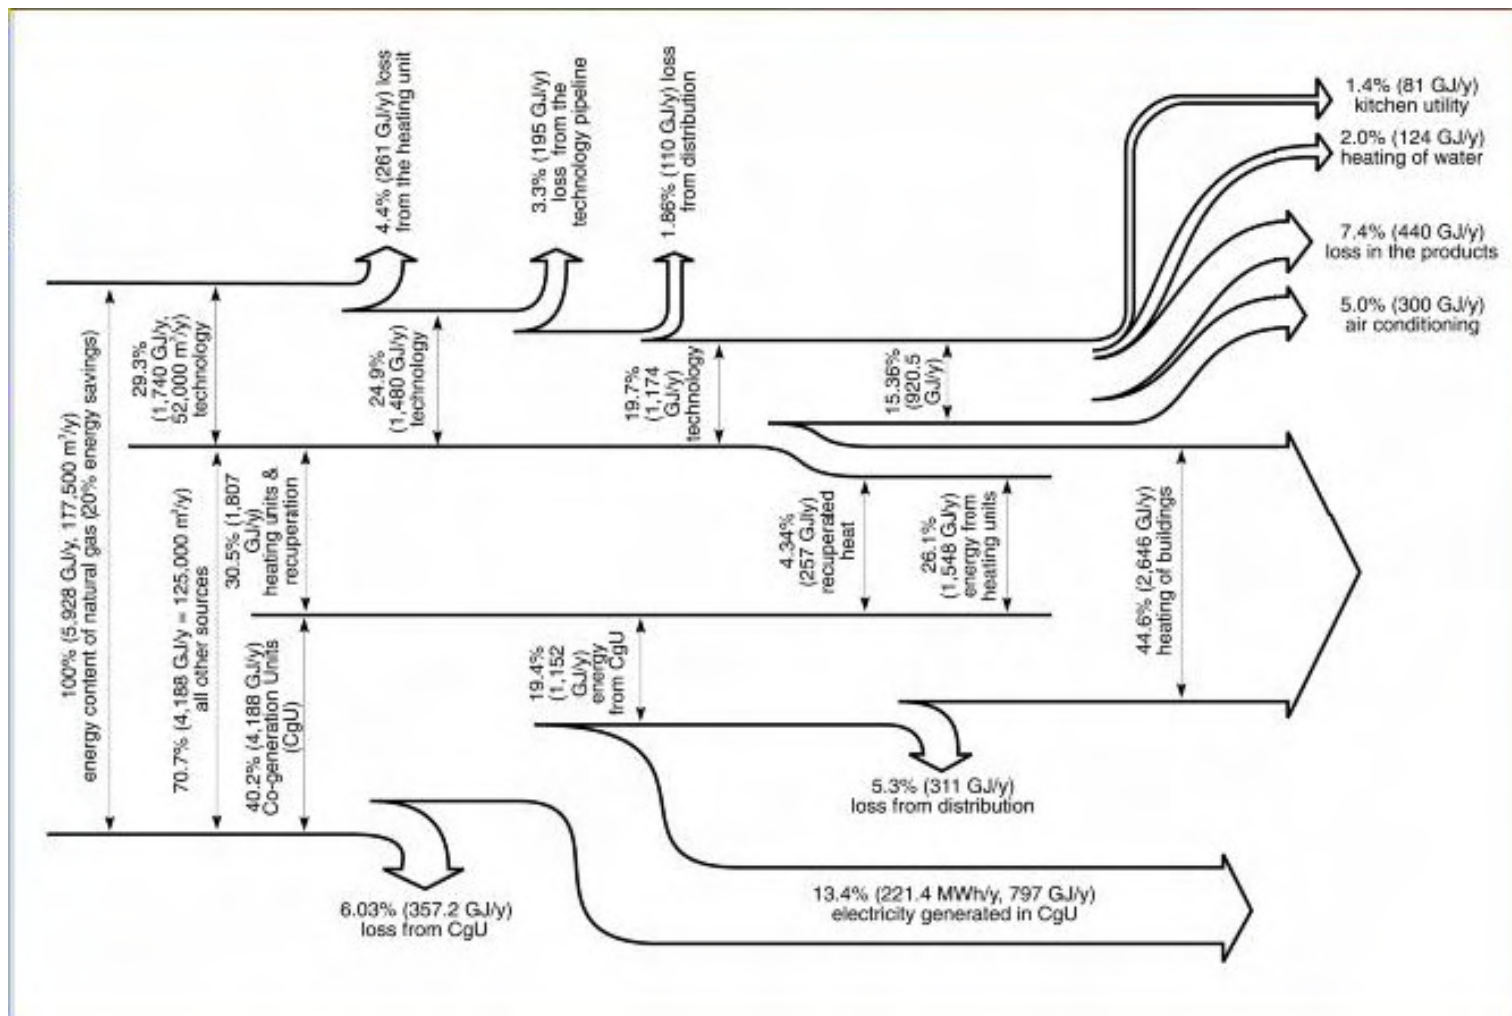 4.4% (261 GJ/y) loss
from the heating unit
3.3% (195 GJ/y)
loss from the
technology pipeline
1.86% (110 GJ/y) loss
from distribution
1.4% (81 GJ/y)
kitchen utility
2.0% (124 GJ/y)
heating of water
7.4% (440 GJ/y)
loss in the products
5.0% (300 GJ/y)
air conditioning
100% (5,928 GJ/y, 177,500 m³/y)
energy content of natural gas (20% energy savings)
29.3%
(1,740 GJ/y,
52,000 m³/y)
technology
24.9%
(1,480 GJ/y)
technology
19.7%
(1,174
GJ/y)
technology
15.36%
(920.5
GJ/y)
70.7% (4,188 GJ/y = 125,000 m³/y)
all other sources
30.5% (1,807
GJ/y)
heating units &
recuperation
4.34%
(257 GJ/y)
recuperated
heat
26.1%
(1,548 GJ/y)
energy from
heating units
44.6% (2,646 GJ/y)
heating of buildings
40.2% (4,188 GJ/y)
Co-generation Units
(CgU)
19.4%
(1,152
GJ/y)
energy
from CgU
5.3% (311 GJ/y)
loss from distribution
6.03% (357.2 GJ/y)
loss from CgU
13.4% (221.4 MWh/y, 797 GJ/y)
electricity generated in CgU